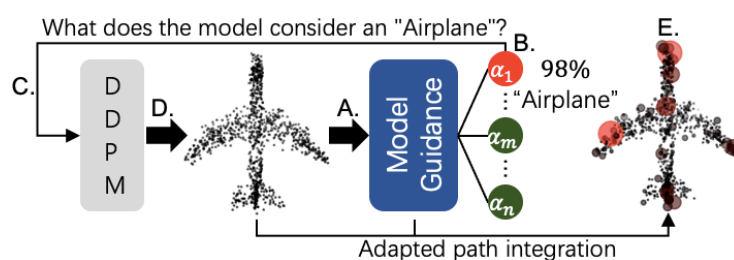 What does the model consider an "Airplane"?
B.
E.
C.
D
D
P
M
D.
A.
Model
Guidance
α₁
98%
“Airplane”
⋮
αₘ
⋮
αₙ
Adapted path integration